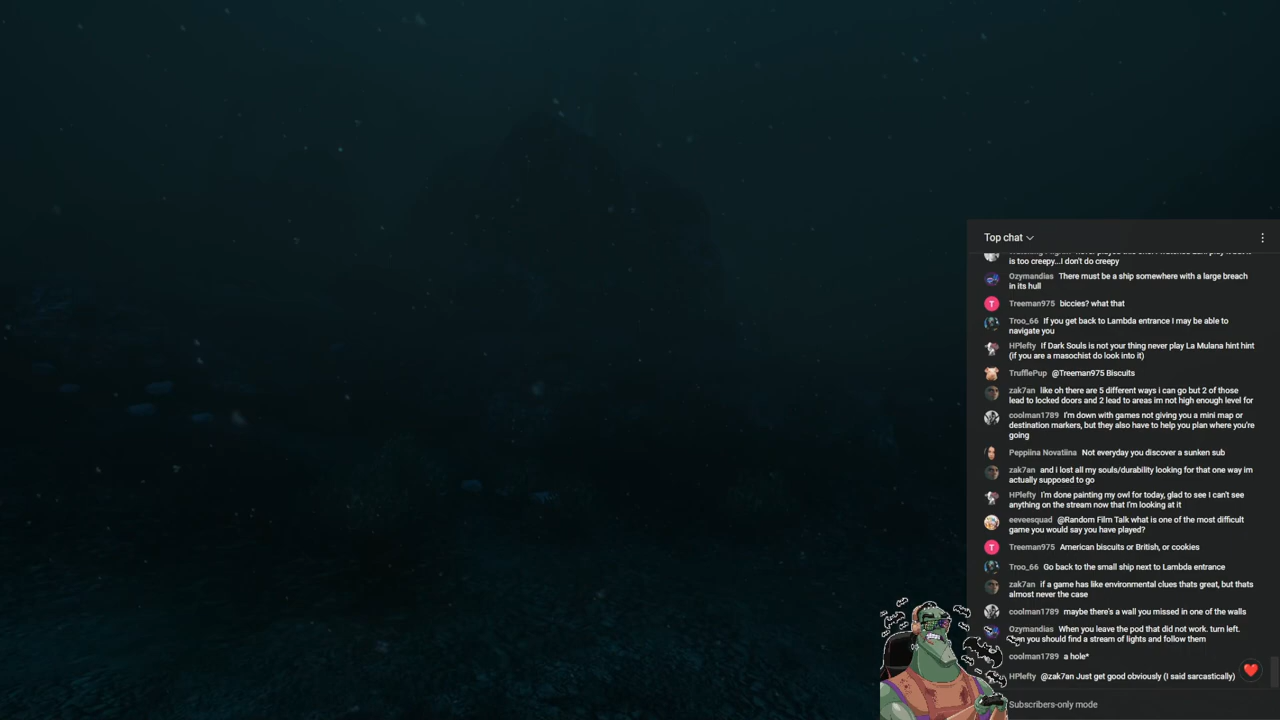 Top chat
is too creepy...I don't do creepy
Ozymandias There must be a ship somewhere with a large breach
in its hull
T Treeman975 biccies? what that
Troo_66 If you get back to Lambda entrance I may be able to
navigate you
HPlefty If Dark Souls is not your thing never play La Mulana hint hint
(if you are a masochist do look into it)
TrufflePup @Treeman975 Biscuits
zak7an like oh there are 5 different ways i can go but 2 of those
lead to locked doors and 2 lead to areas im not high enough level for
coolman1789 I'm down with games not giving you a mini map or
destination markers, but they also have to help you plan where you're
going
Peppiina Novatiina Not everyday you discover a sunken sub
zak7an and i lost all my souls/durability looking for that one way im
actually supposed to go
HPlefty I'm done painting my owl for today, glad to see I can't see
anything on the stream now that I'm looking at it
eeveesquad @Random Film Talk what is one of the most difficult
game you would say you have played?
T Treeman975 American biscuits or British, or cookies
Troo_66 Go back to the small ship next to Lambda entrance
zak7an if a game has like environmental clues thats great, but thats
almost never the case
coolman1789 maybe there's a wall you missed in one of the walls
Ozymandias When you leave the pod that did not work. turn left.
you should find a stream of lights and follow them
coolman1789 a hole*
HPlefty @zak7an Just get good obviously (I said sarcastically)
Subscribers-only mode